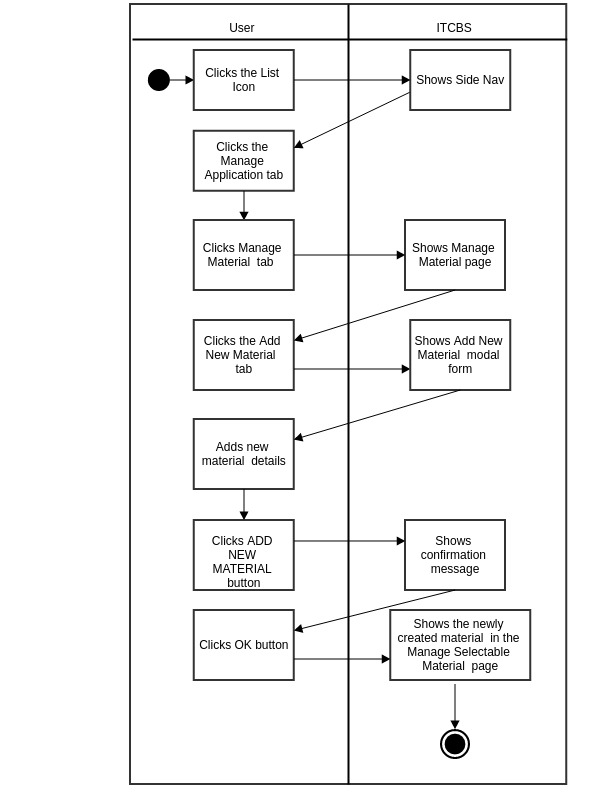 User
ITCBS
Clicks the List
Icon
Shows Side Nav
Clicks the
Manage
Application tab
Clicks Manage
Material tab
Shows Manage
Material page
Clicks the Add
New Material
tab
Shows Add New
Material modal
form
Adds new
material details
Clicks ADD
NEW
MATERIAL
button
Shows
confirmation
message
Clicks OK button
Shows the newly
created material in the
Manage Selectable
Material page